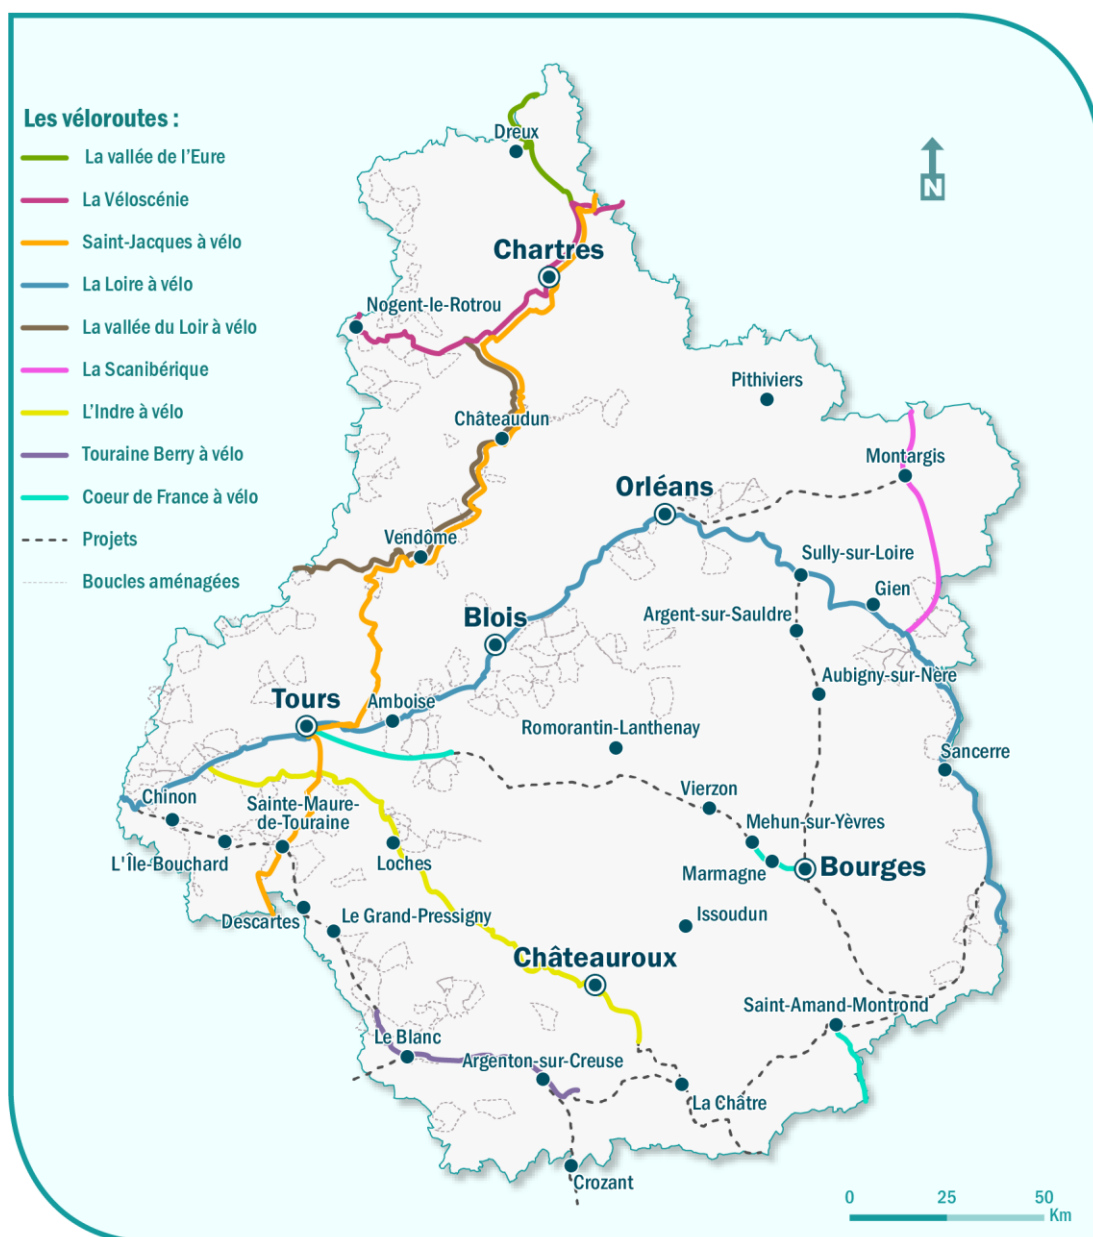 Les véloroutes :
La vallée de l'Eure
La Véloscénie
Saint-Jacques à vélo
La Loire à vélo
La vallée du Loir à vélo
La Scanibérique
L'Indre à vélo
Touraine Berry à vélo
Coeur de France à vélo
Projets
Boucles aménagées
N
Dreux
Chartres
Nogent-le-Rotrou
Pithiviers
Châteaudun
Montargis
Orléans
Vendôme
Sully-sur-Loire
Gien
Blois
Argent-sur-Sauldre
Aubigny-sur-Nère
Tours
Amboise
Romorantin-Lanthenay
Sancerre
Chinon
Sainte-Maure-
de-Touraine
Vierzon
Mehun-sur-Yèvres
L'Île-Bouchard
Loches
Marmagne
Bourges
Descartes
Le Grand-Pressigny
Issoudun
Châteauroux
Saint-Amand-Montrond
Le Blanc
Argenton-sur-Creuse
La Châtre
Crozant
0 25 50
Km